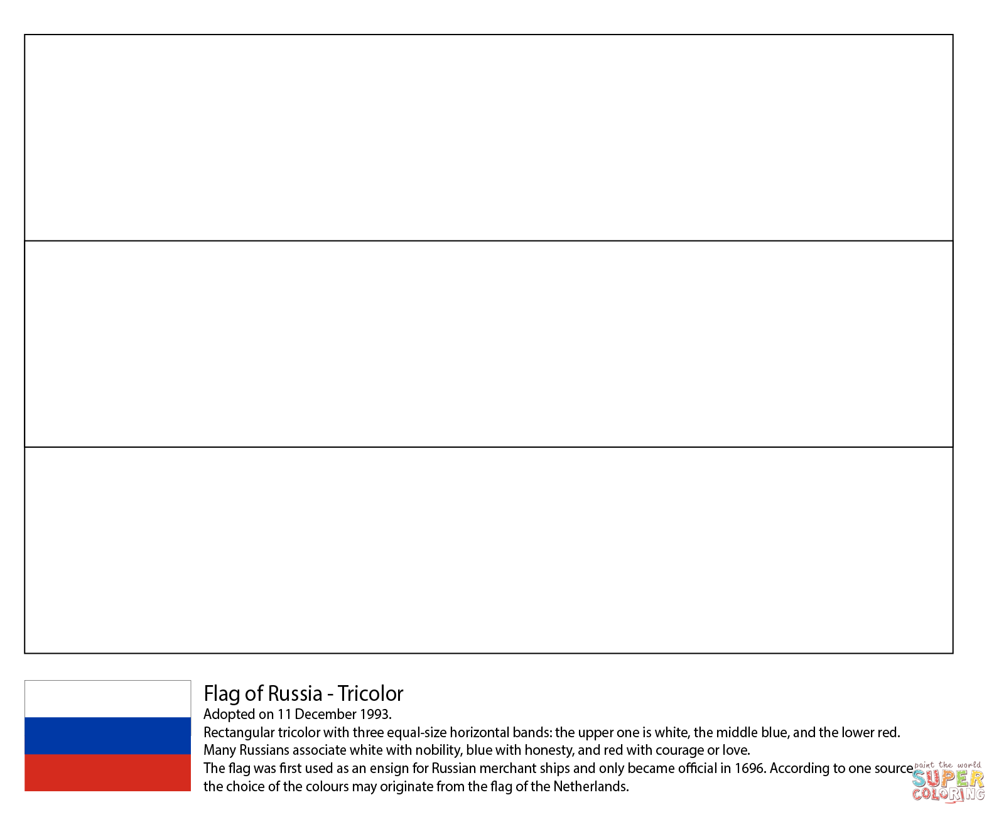 Flag of Russia - Tricolor
Adopted on 11 December 1993.
Rectangular tricolor with three equal-size horizontal bands: the upper one is white, the middle blue, and the lower red.
Many Russians associate white with nobility, blue with honesty, and red with courage or love.
The flag was first used as an ensign for Russian merchant ships and only became official in 1696. According to one source
the choice of the colours may originate from the flag of the Netherlands.
paint the world
SUPER
COLORING